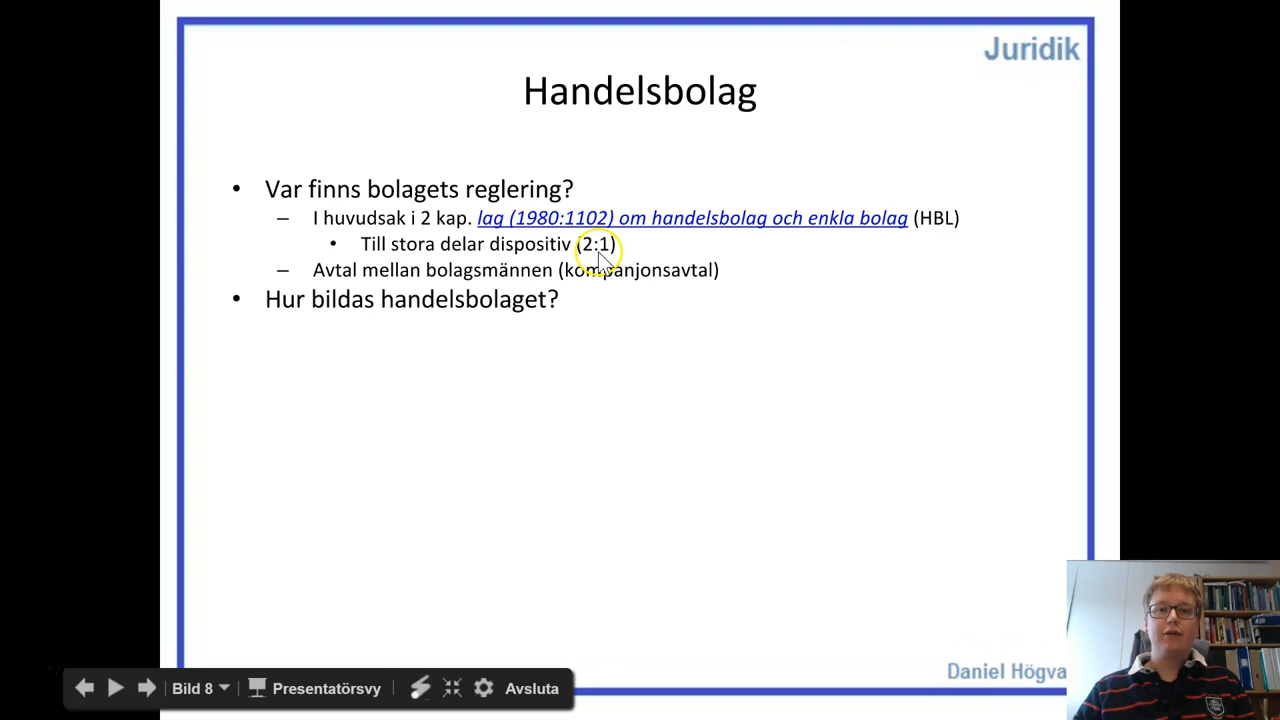 Juridik
Handelsbolag
• Var finns bolagets reglering?
– I huvudsak i 2 kap. lag (1980:1102) om handelsbolag och enkla bolag (HBL)
• Till stora delar dispositiv (2:1)
– Avtal mellan bolagsmännen (kompanjonsavtal)
• Hur bildas handelsbolaget?
Daniel Högva
Bild 8
Presentatörsvy
Avsluta